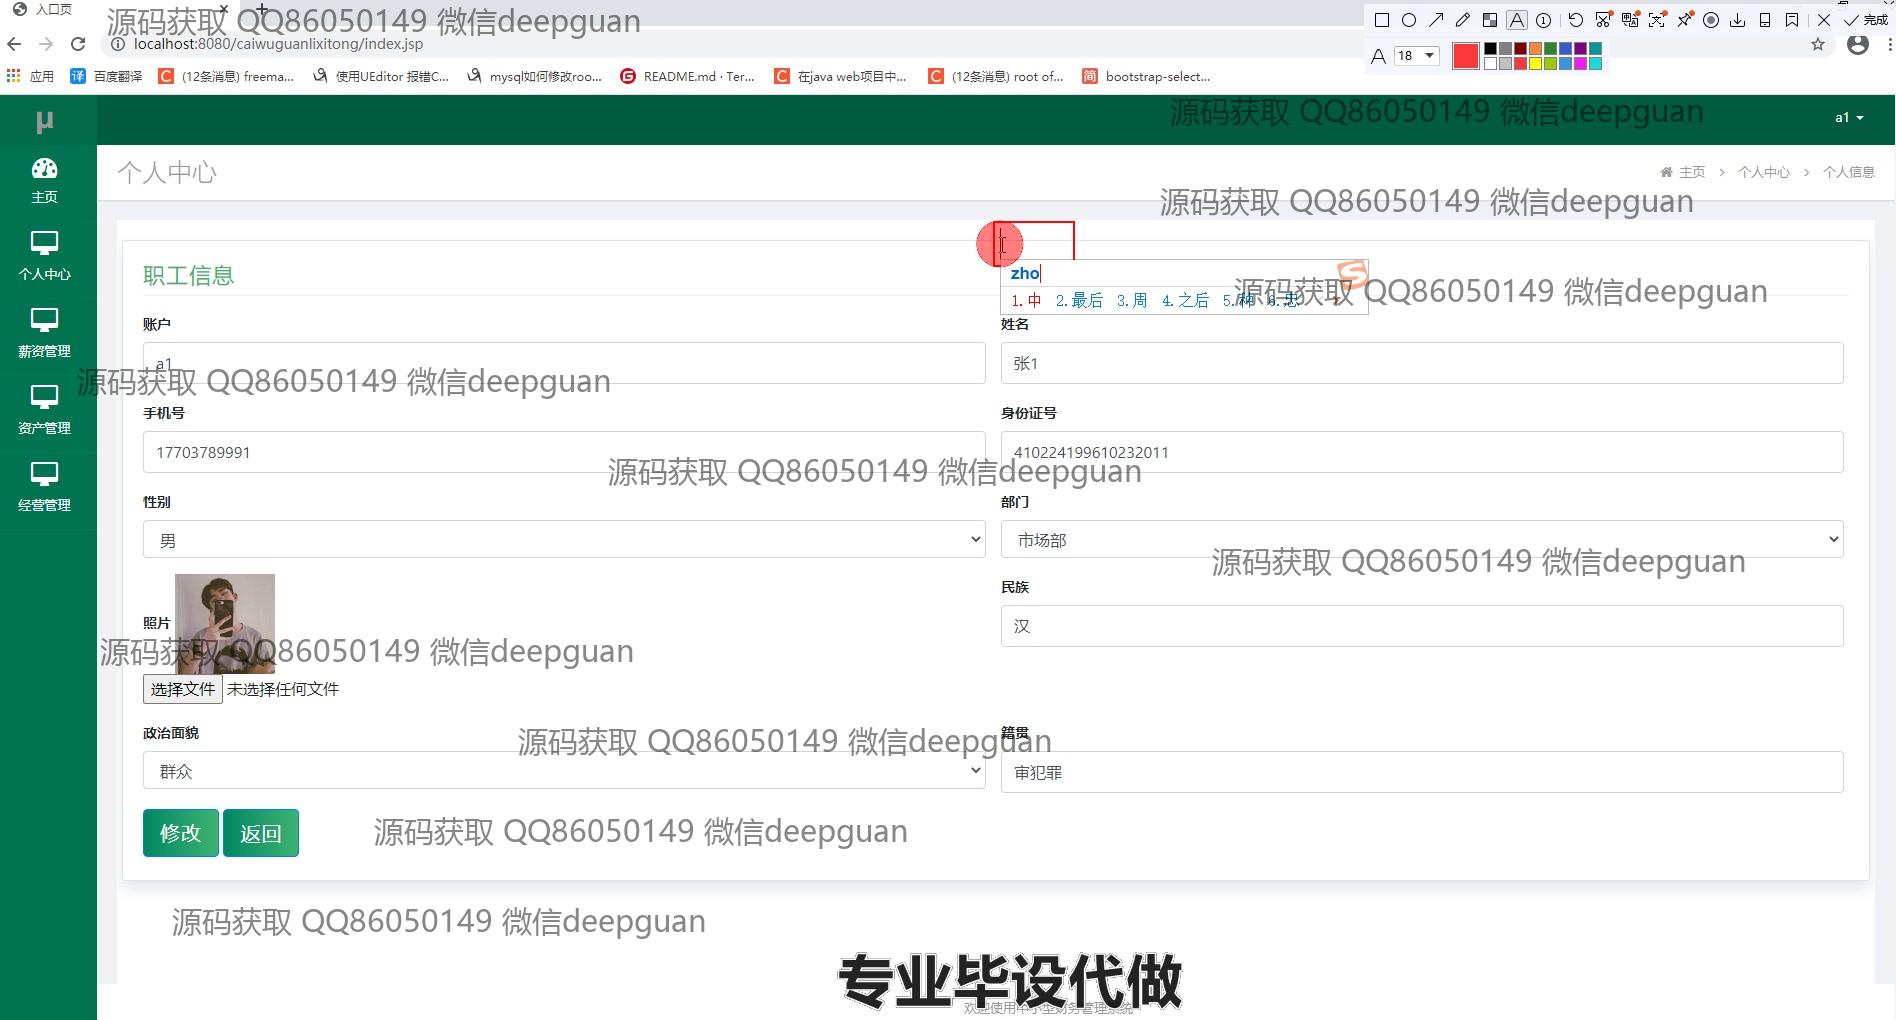 入口页
源码获取 QQ86050149 微信deepguan
localhost:8080/caiwuguanlixitong/index.jsp
18
完成
应用
百度翻译
(12条消息) freema...
使用UEditor 报错C...
mysql如何修改roo...
README.md · Ter...
在java web项目中...
(12条消息) root of...
bootstrap-select...
μ
源码获取 QQ86050149 微信deepguan
a1
主页
个人中心
主页 > 个人中心 > 个人信息
源码获取 QQ86050149 微信deepguan
个人中心
职工信息
zho
1.中 2.最后 3.周 4.之后 5.种 6.忠
源码获取 QQ86050149 微信deepguan
账户
姓名
a1
张1
薪资管理
源码获取 QQ86050149 微信deepguan
手机号
身份证号
资产管理
17703789991
410224199610232011
源码获取 QQ86050149 微信deepguan
经营管理
性别
部门
男
市场部
源码获取 QQ86050149 微信deepguan
民族
照片
汉
源码获取 QQ86050149 微信deepguan
选择文件 未选择任何文件
政治面貌
籍贯
源码获取 QQ86050149 微信deepguan
群众
审犯罪
修改
返回
源码获取 QQ86050149 微信deepguan
源码获取 QQ86050149 微信deepguan
专业毕设代做
欢迎使用中小型财务管理系统